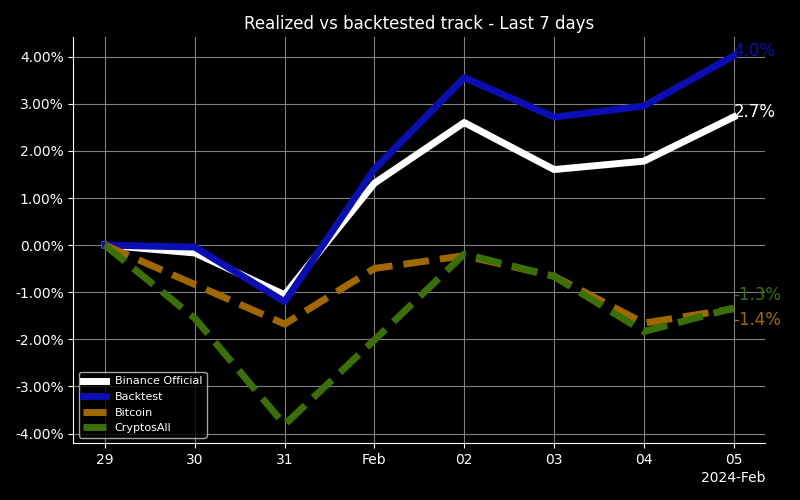 Realized vs backtested track - Last 7 days
4.00%
3.00%
2.00%
1.00%
0.00%
-1.00%
-2.00%
-3.00%
-4.00%
4.0%
2.7%
-1.3%
-1.4%
Binance Official
Backtest
Bitcoin
CryptosAll
29 30 31 Feb 02 03 04 05
2024-Feb